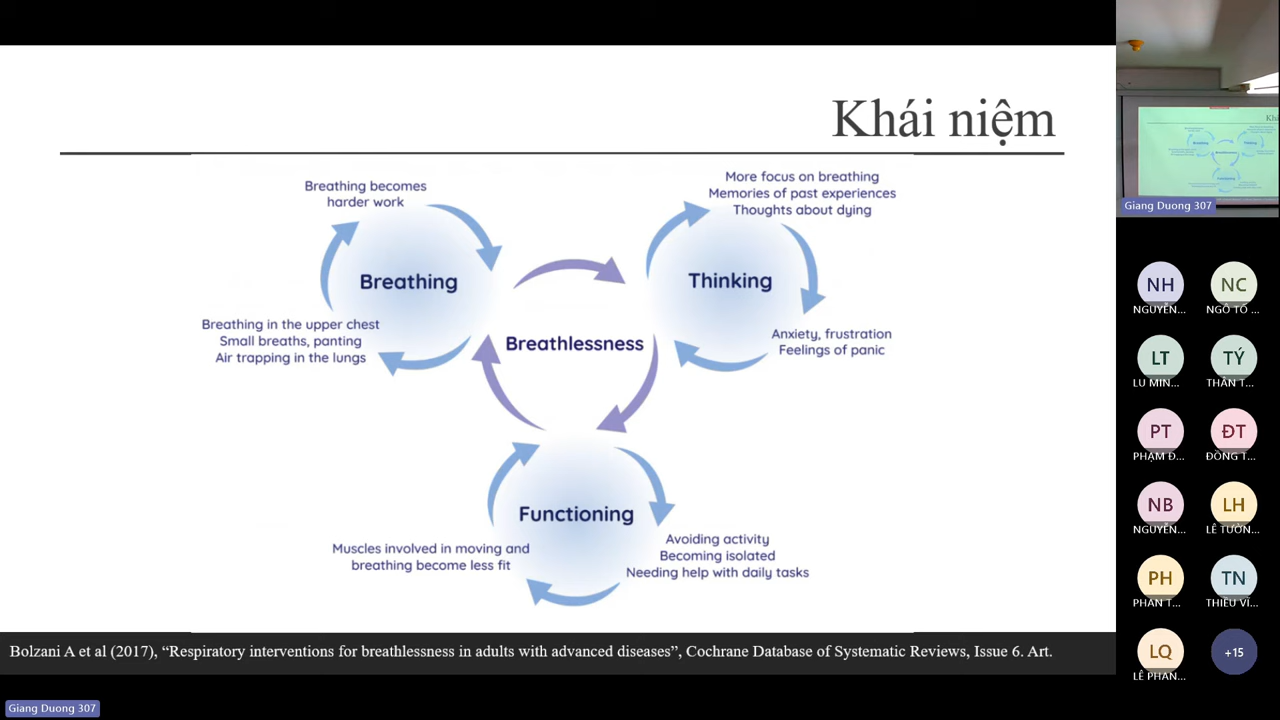 Khái niệm
Breathing becomes
harder work
Breathing
Breathing in the upper chest
Small breaths, panting
Air trapping in the lungs
More focus on breathing
Memories of past experiences
Thoughts about dying
Thinking
Anxiety, frustration
Feelings of panic
Breathlessness
Functioning
Muscles involved in moving and
breathing become less fit
Avoiding activity
Becoming isolated
Needing help with daily tasks
Bolzani A et al (2017), “Respiratory interventions for breathlessness in adults with advanced diseases”, Cochrane Database of Systematic Reviews, Issue 6. Art.
Giang Duong 307
Giang Duong 307
NH
NGUYỄN...
NC
NGÔ TỐ ...
LT
LU MIN...
TÝ
THÂN T...
PT
PHẠM Đ...
ĐT
ĐỒNG T...
NB
NGUYỄN...
LH
LÊ TƯỜN...
PH
PHAN T...
TN
THIỀU VĨ...
LQ
LÊ PHAN...
+15